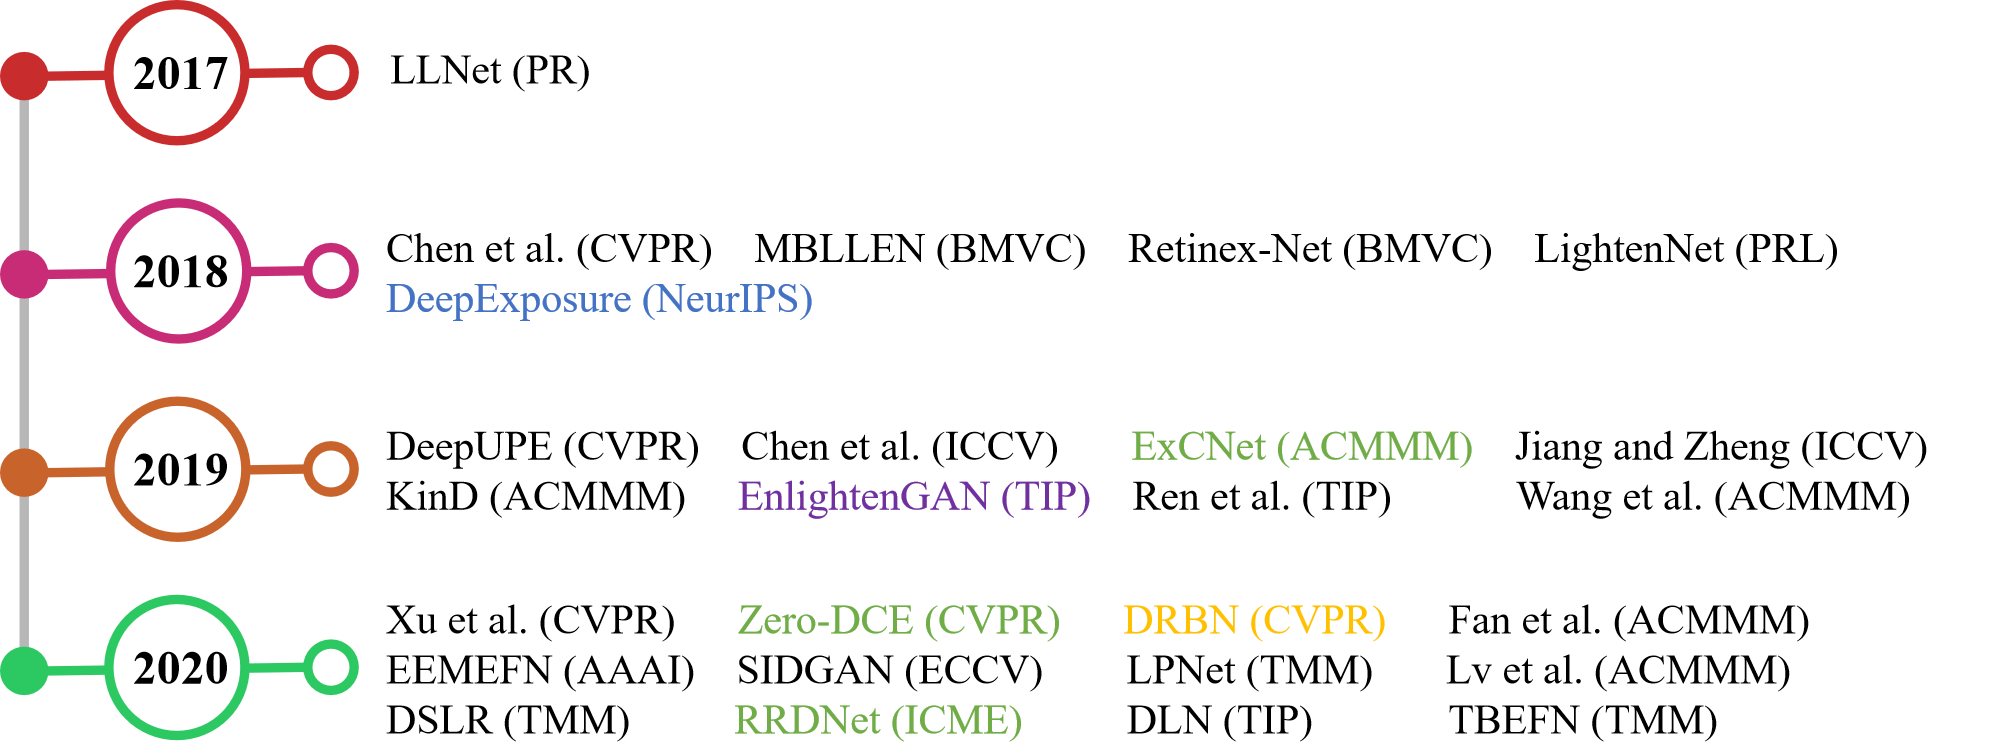 2017 LLNet (PR)
2018 Chen et al. (CVPR) MBLLEN (BMVC) Retinex-Net (BMVC) LightenNet (PRL)
DeepExposure (NeurIPS)
2019 DeepUPE (CVPR) Chen et al. (ICCV) ExCNet (ACMMM) Jiang and Zheng (ICCV)
KinD (ACMMM) EnlightenGAN (TIP) Ren et al. (TIP) Wang et al. (ACMMM)
Xu et al. (CVPR) Zero-DCE (CVPR) DRBN (CVPR) Fan et al. (ACMMM)
2020 EEMEFN (AAAI) SIDGAN (ECCV) LPNet (TMM) Lv et al. (ACMMM)
DSLR (TMM) RRDNet (ICME) DLN (TIP) TBEFN (TMM)